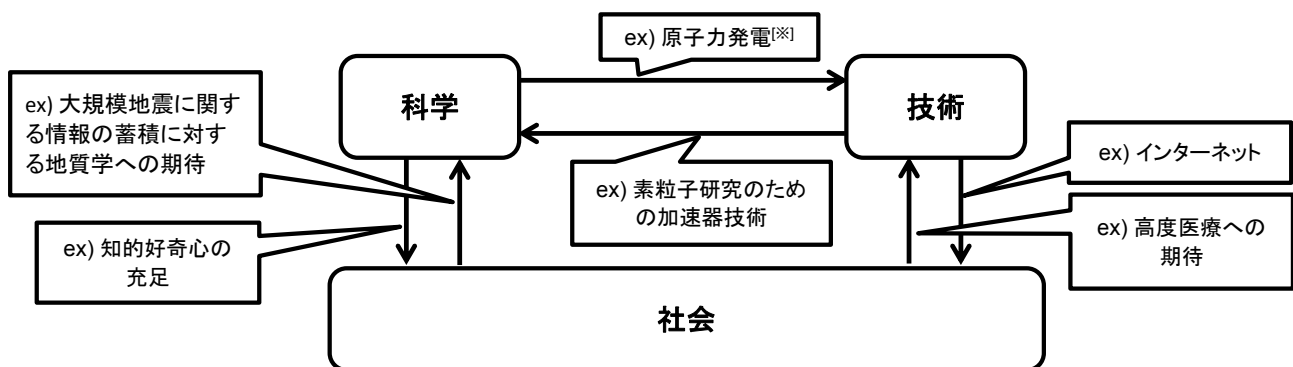 ex) 原子力発電[※]
科学
技術
ex) 大規模地震に関す
る情報の蓄積に対す
る地質学への期待
ex) インターネット
ex) 素粒子研究のため
の加速器技術
ex) 知的好奇心の
充足
ex) 高度医療への
期待
社会